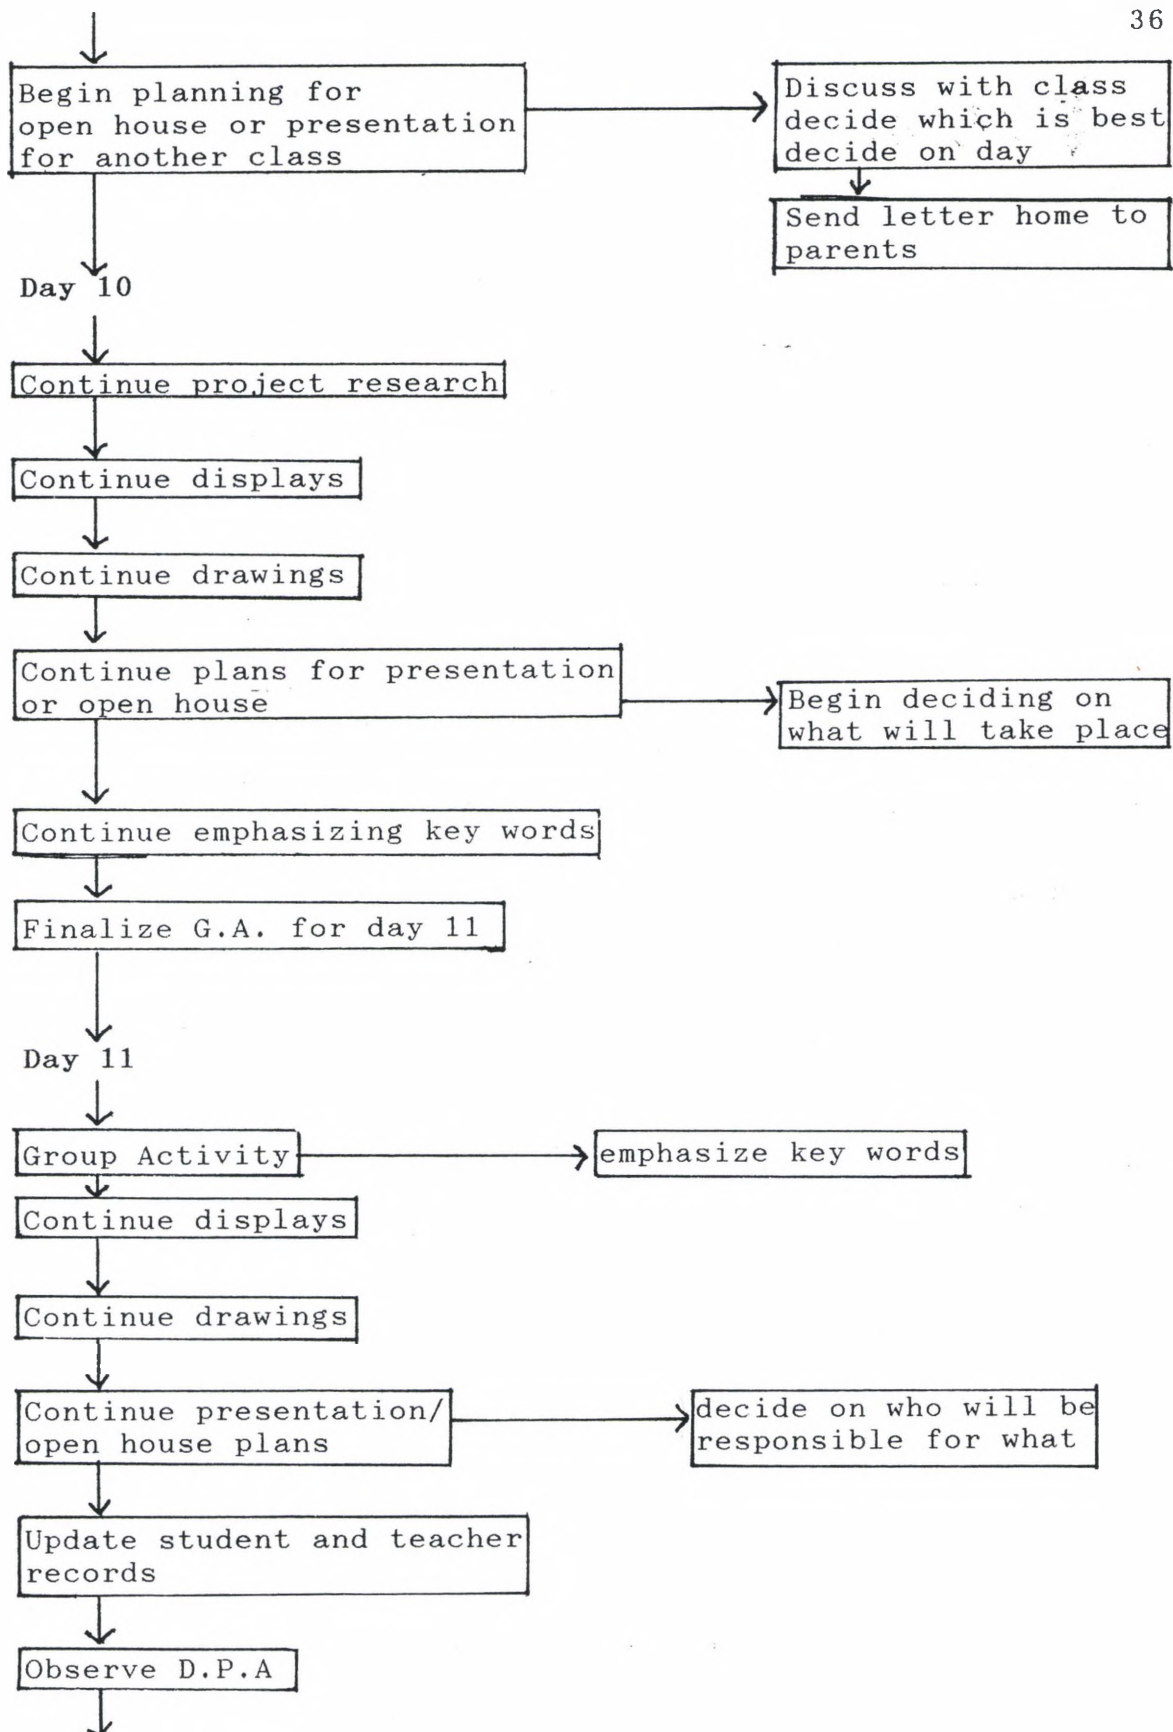 36
Begin planning for
open house or presentation
for another class
Discuss with class
decide which is best
decide on day
Send letter home to
parents
Day 10
Continue project research
Continue displays
Continue drawings
Continue plans for presentation
or open house
Begin deciding on
what will take place
Continue emphasizing key words
Finalize G.A. for day 11
Day 11
Group Activity
emphasize key words
Continue displays
Continue drawings
Continue presentation/
open house plans
decide on who will be
responsible for what
Update student and teacher
records
Observe D.P.A